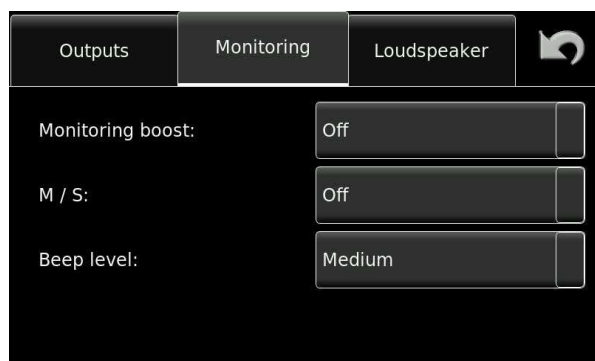 Outputs Monitoring Loudspeaker
Monitoring boost: Off
M / S: Off
Beep level: Medium